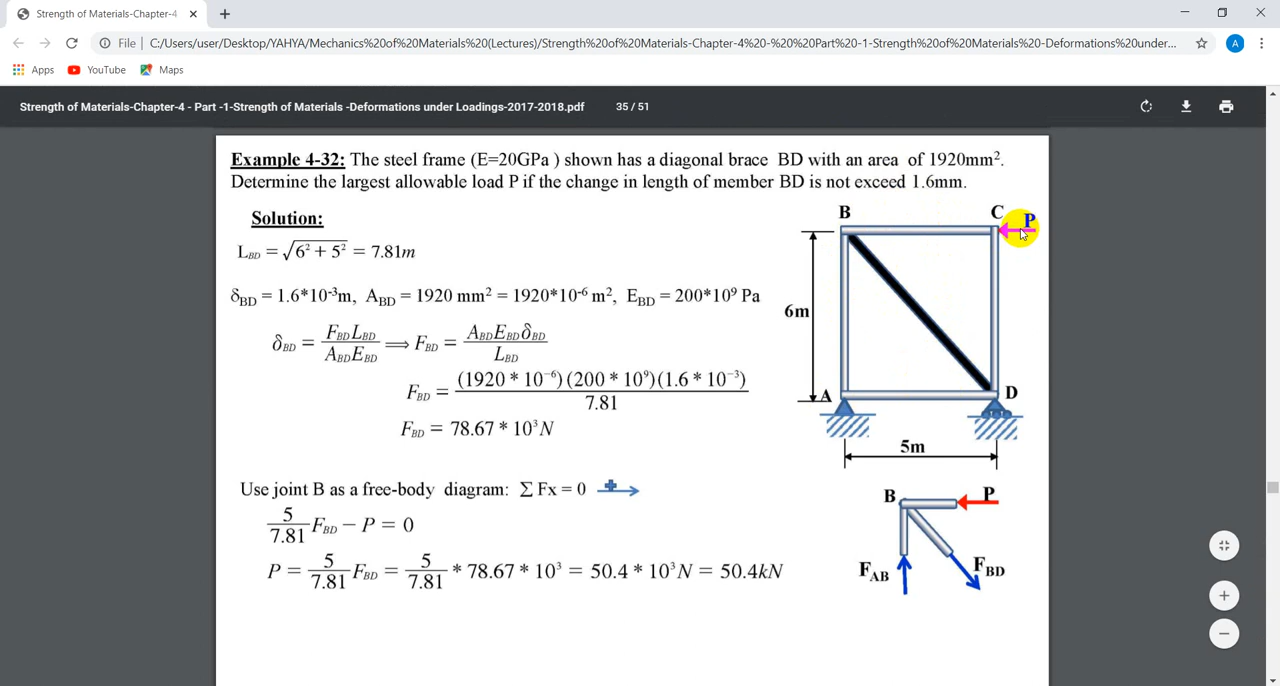 Strength of Materials-Chapter-4
File | C:/Users/user/Desktop/YAHYA/Mechanics%20of%20Materials%20(Lectures)/Strength%20of%20Materials-Chapter-4%20-%20%20Part%20-1-Strength%20of%20Materials%20-Deformations%20under...
A
Apps YouTube Maps
Strength of Materials-Chapter-4 - Part -1-Strength of Materials -Deformations under Loadings-2017-2018.pdf 35 / 51
Example 4-32: The steel frame (E=20GPa ) shown has a diagonal brace BD with an area of 1920mm².
Determine the largest allowable load P if the change in length of member BD is not exceed 1.6mm.
Solution:
L_BD = √(6² + 5²) = 7.81m
δ_BD = 1.6*10⁻³m, A_BD = 1920 mm² = 1920*10⁻⁶ m², E_BD = 200*10⁹ Pa
δ_BD = F_BD L_BD / A_BD E_BD ⟹ F_BD = A_BD E_BD δ_BD / L_BD
F_BD = (1920 * 10⁻⁶)(200 * 10⁹)(1.6 * 10⁻³) / 7.81
F_BD = 78.67 * 10³ N
Use joint B as a free-body diagram: Σ Fx = 0 +→
5/7.81 F_BD − P = 0
P = 5/7.81 F_BD = 5/7.81 * 78.67 * 10³ = 50.4 * 10³ N = 50.4kN
B C P
6m
A D
5m
B P
F_AB F_BD